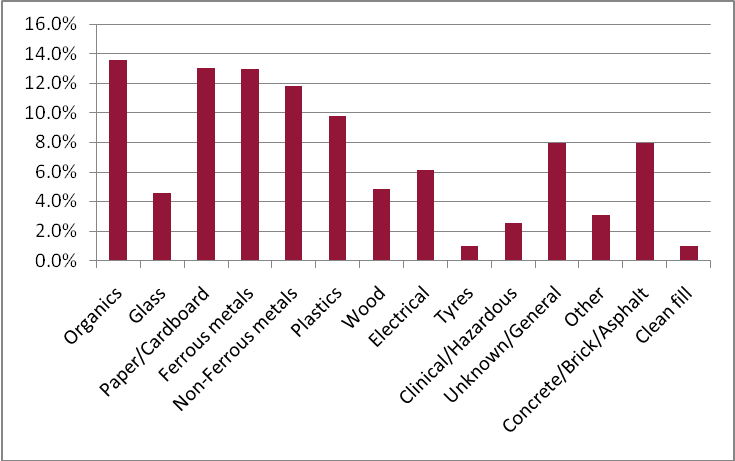 16.0%
14.0%
12.0%
10.0%
8.0%
6.0%
4.0%
2.0%
0.0%
Organics
Glass
Paper/Cardboard
Ferrous metals
Non-Ferrous metals
Plastics
Wood
Electrical
Tyres
Clinical/Hazardous
Unknown/General
Other
Concrete/Brick/Asphalt
Clean fill